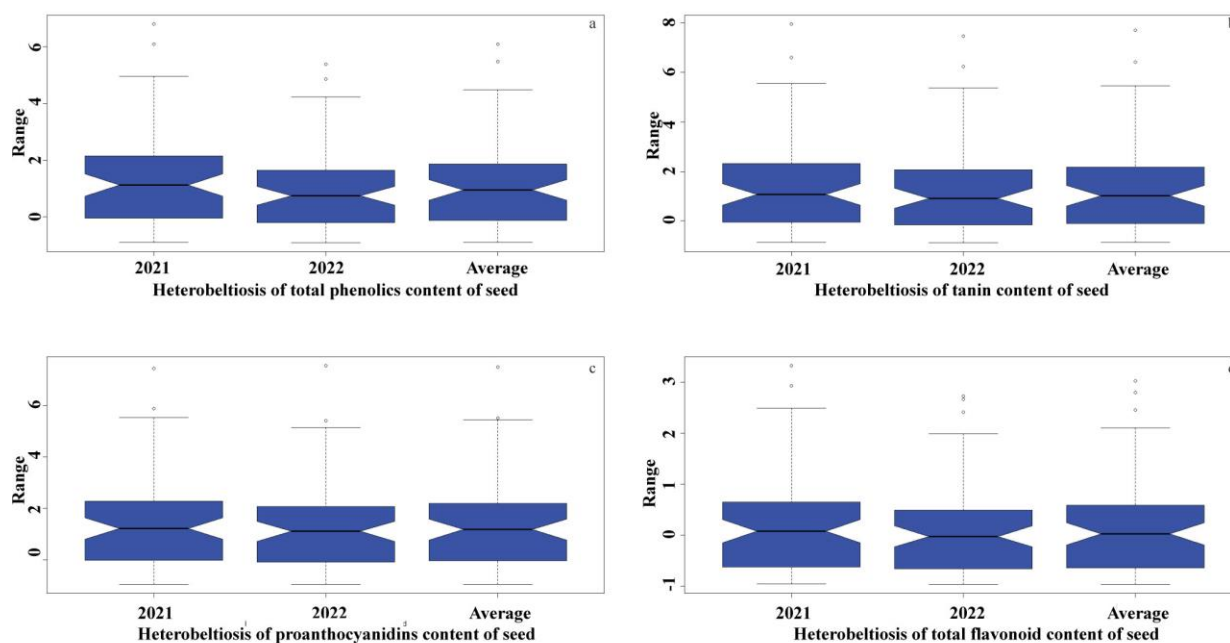 a
Range
6
4
2
0
2021 2022 Average
Heterobeltiosis of total phenolics content of seed
Range
8
6
4
2
0
2021 2022 Average
Heterobeltiosis of tanin content of seed
c
Range
6
4
2
0
2021 2022 Average
Heterobeltiosis of proanthocyanidins content of seed
Range
3
2
1
0
-1
2021 2022 Average
Heterobeltiosis of total flavonoid content of seed